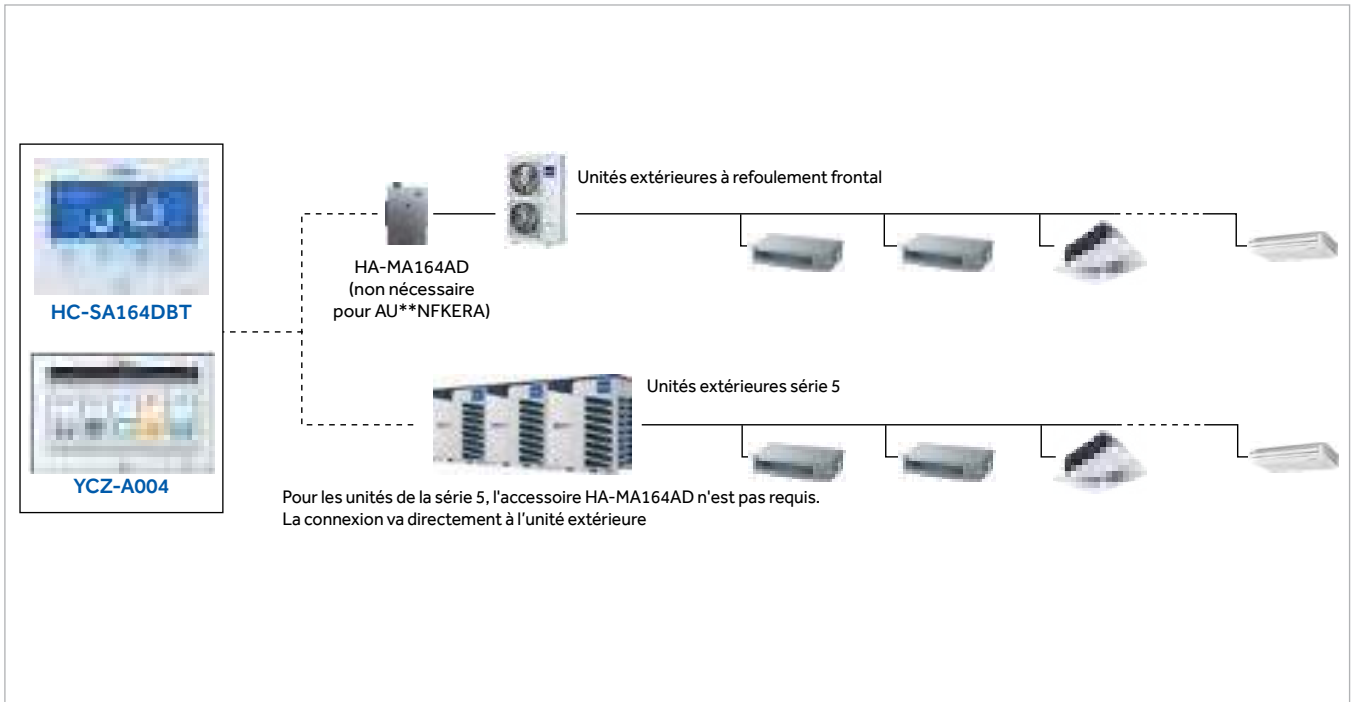 Unités extérieures à refoulement frontal
HA-MA164AD
(non nécessaire
pour AU**NFKERA)
HC-SA164DBT
Unités extérieures série 5
YCZ-A004
Pour les unités de la série 5, l'accessoire HA-MA164AD n'est pas requis.
La connexion va directement à l’unité extérieure